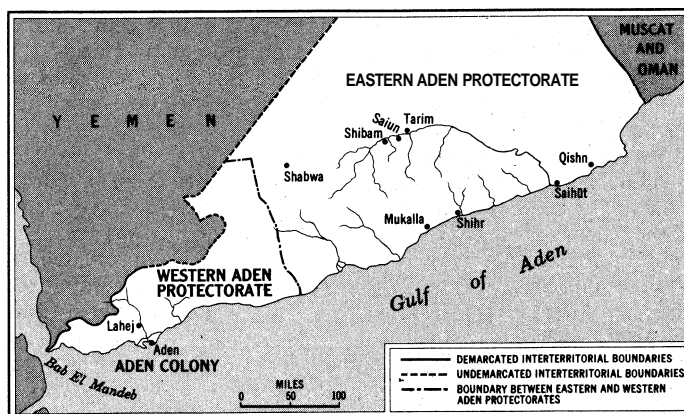 MUSCAT
AND
OMAN
EASTERN ADEN PROTECTORATE
YEMEN
Saiun
Tarim
Shibam
Qishn
Shabwa
Saihūt
Mukalla
Shihr
WESTERN ADEN
PROTECTORATE
Gulf of Aden
Lahej
Aden
ADEN COLONY
Bab El Mandeb
MILES
0 50 100
DEMARCATED INTERTERRITORIAL BOUNDARIES
UNDEMARCATED INTERTERRITORIAL BOUNDARIES
BOUNDARY BETWEEN EASTERN AND WESTERN
ADEN PROTECTORATES